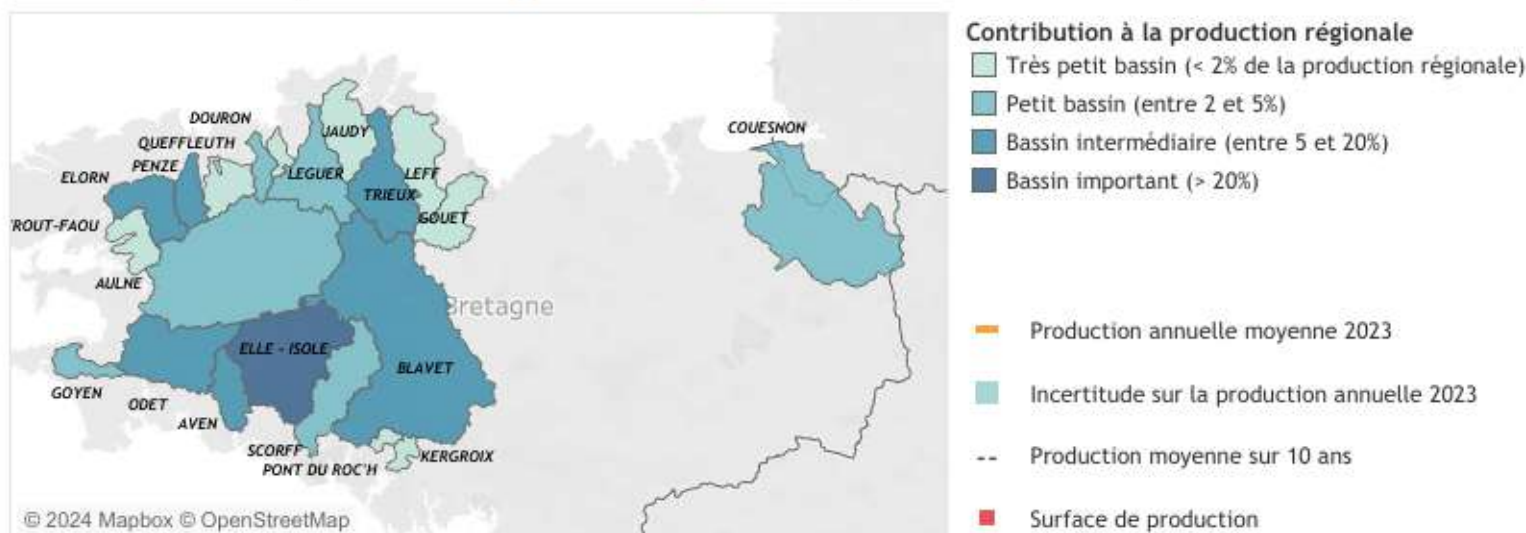 Contribution à la production régionale
Très petit bassin (< 2% de la production régionale)
Petit bassin (entre 2 et 5%)
Bassin intermédiaire (entre 5 et 20%)
Bassin important (> 20%)
Production annuelle moyenne 2023
Incertitude sur la production annuelle 2023
-- Production moyenne sur 10 ans
Surface de production
DOURON
QUEFFLEUTH
PENZE
ELORN
JAUDY
LEGUER
LEFF
TRIEUX
GOUET
COUESNON
ROUT-FAOU
AULNE
Bretagne
ELLE - ISOLE
BLAVET
GOYEN
ODET
AVEN
SCORFF
PONT DU ROC'H
KERGROIX
© 2024 Mapbox © OpenStreetMap